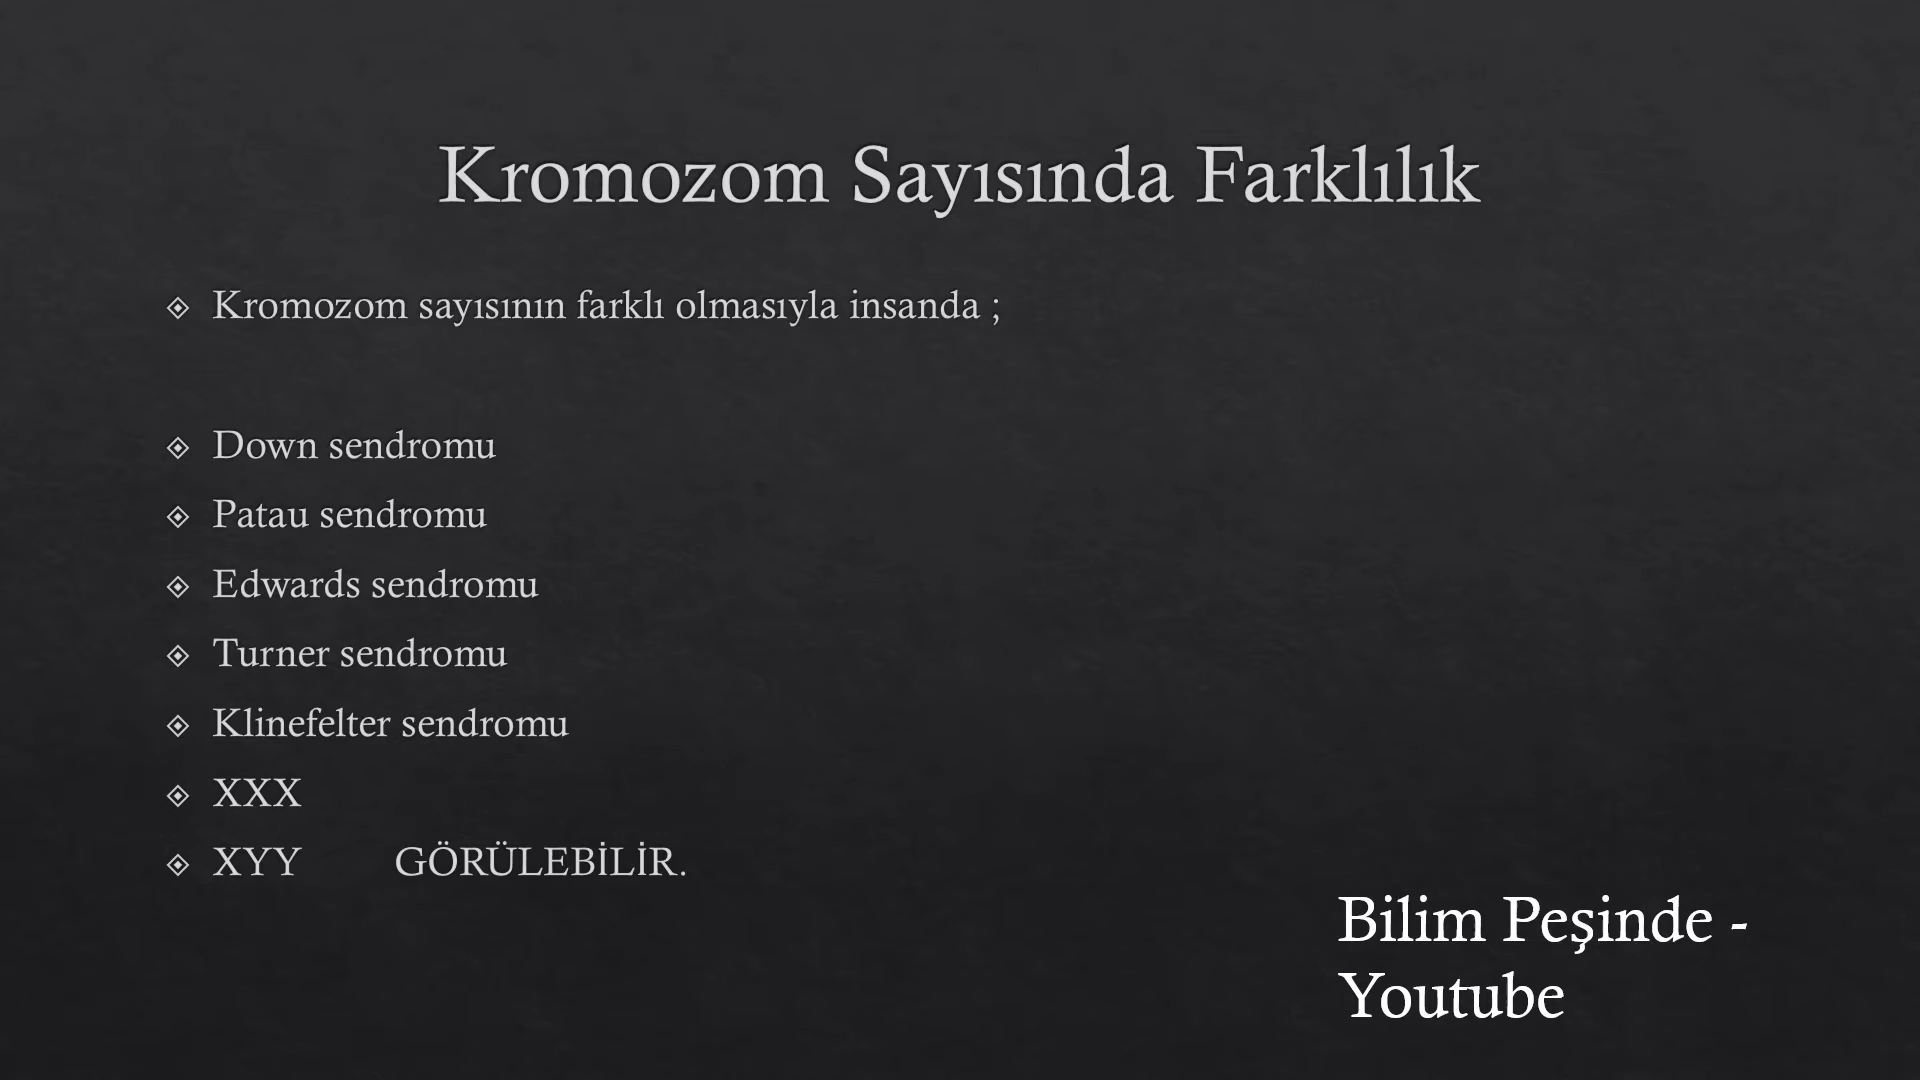 Kromozom Sayısında Farklılık
Kromozom sayısının farklı olmasıyla insanda ;
Down sendromu
Patau sendromu
Edwards sendromu
Turner sendromu
Klinefelter sendromu
XXX
XYY GÖRÜLEBİLİR.
Bilim Peşinde -
Youtube